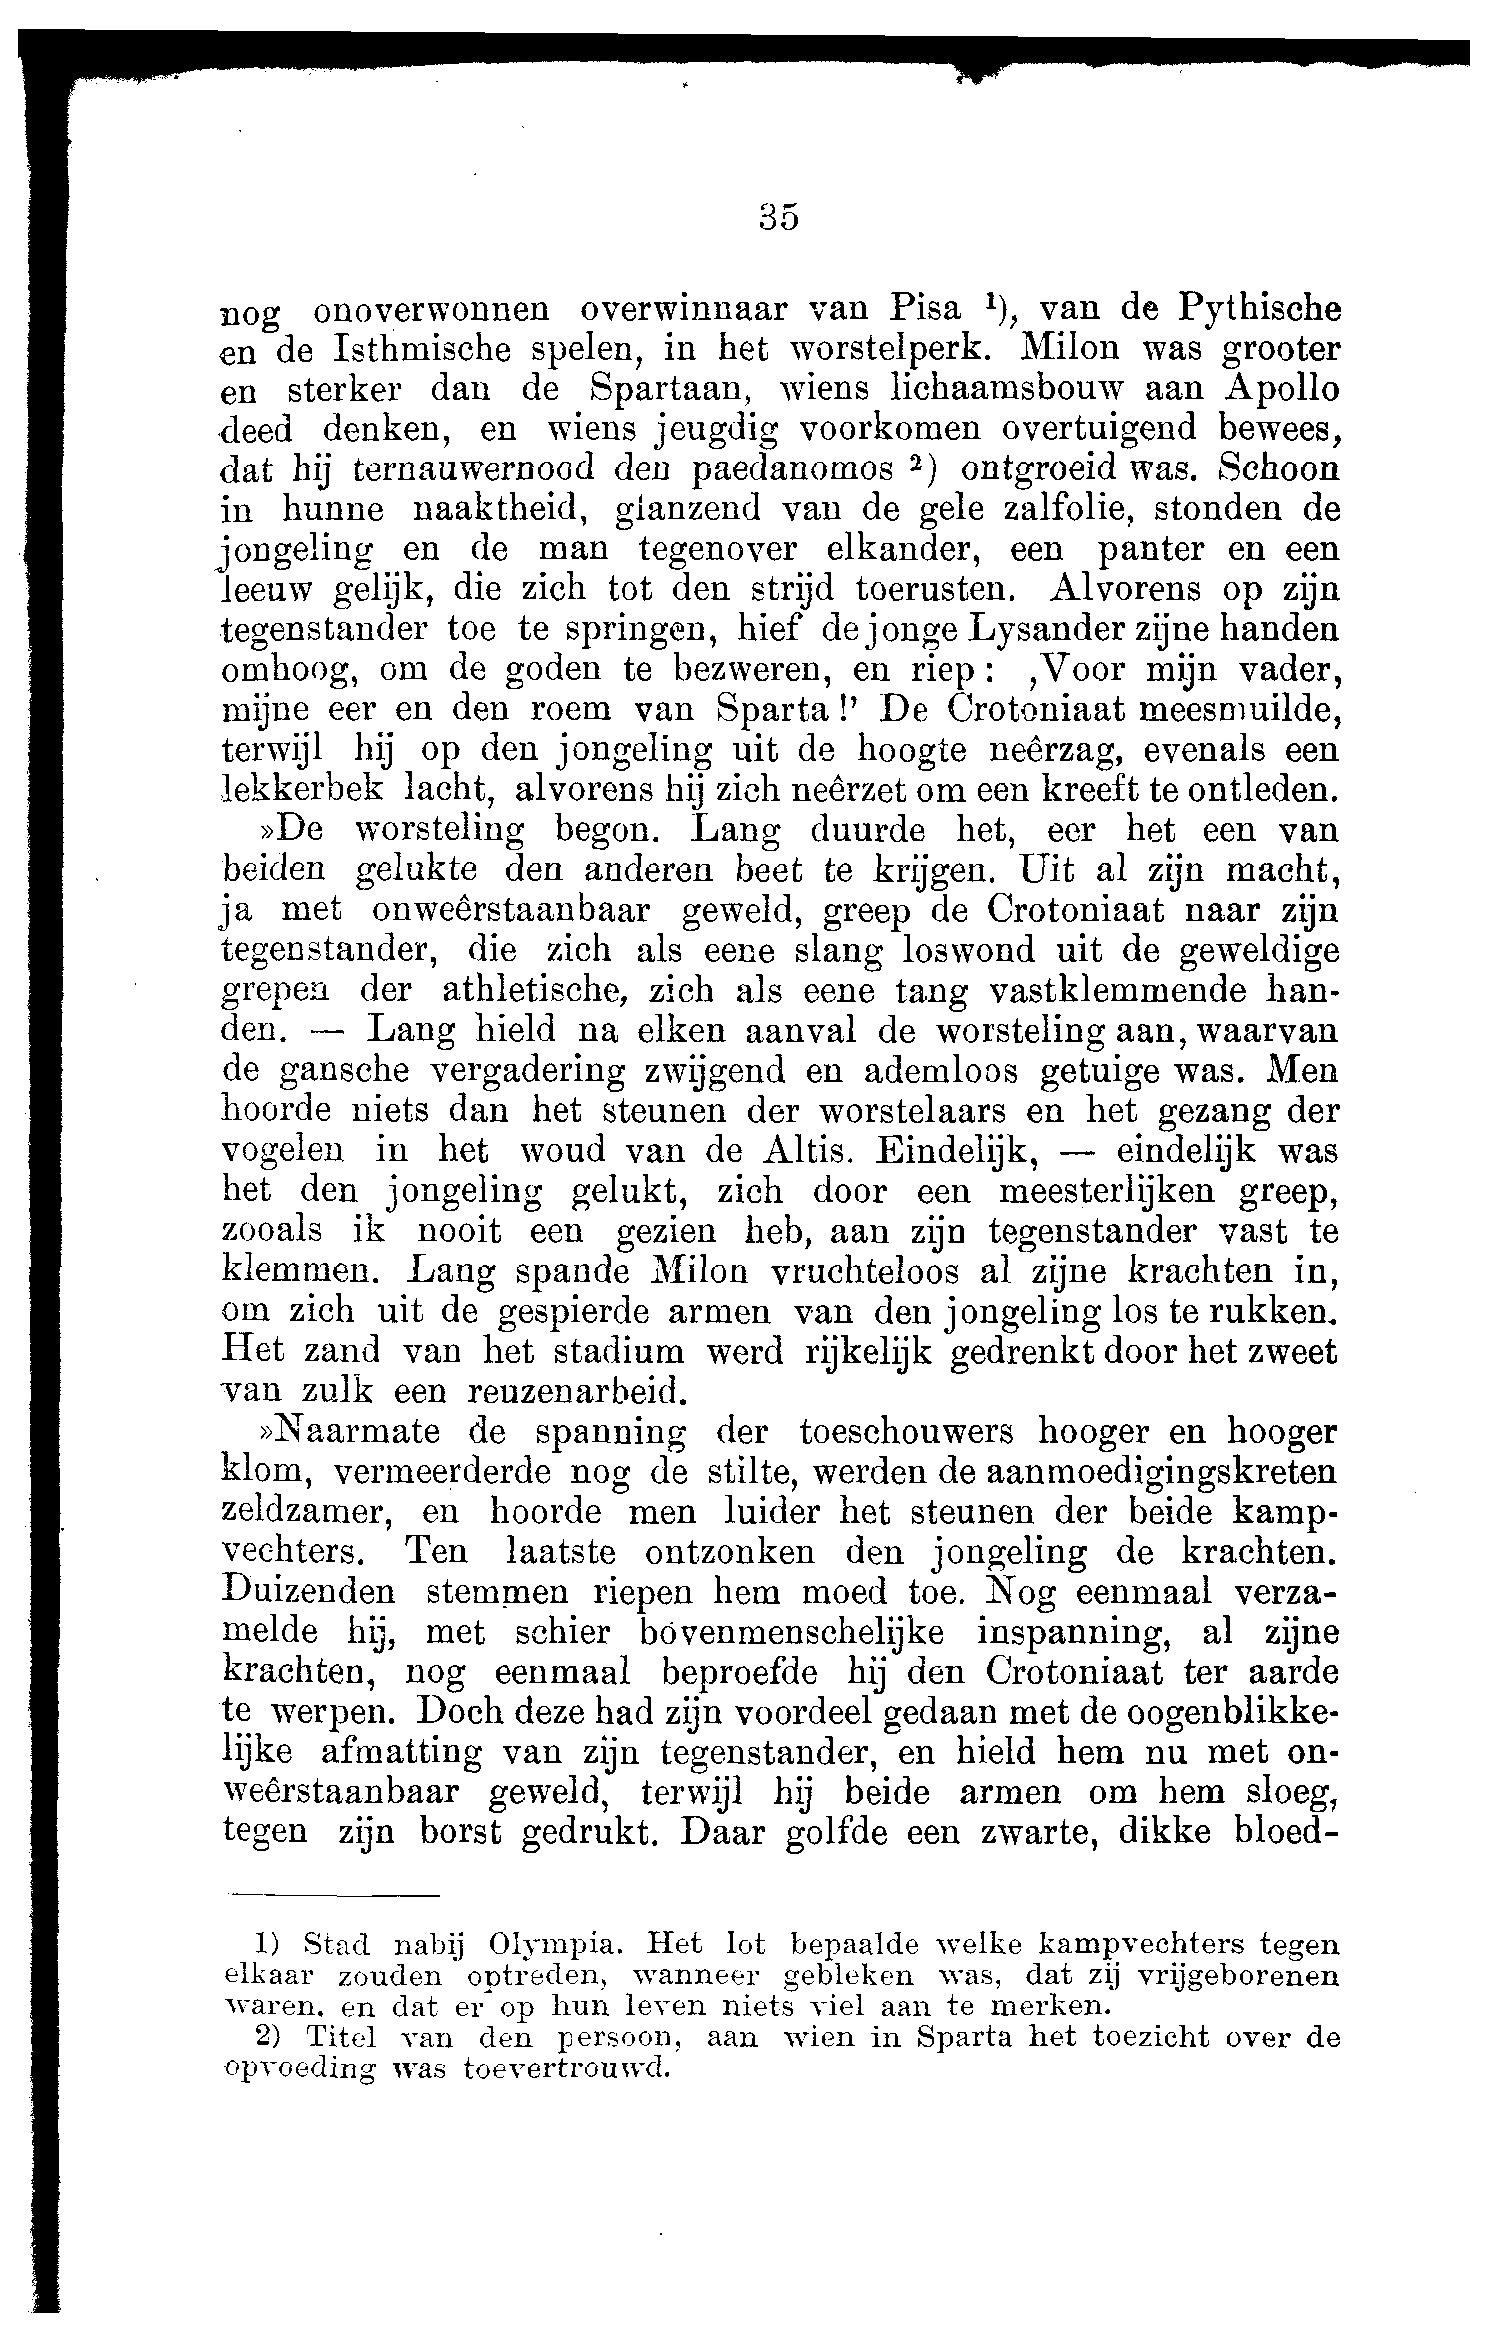 35
nog onoverwonnen overwinnaar van Pisa ¹), van de Pythische
en de Isthmische spelen, in het worstelperk. Milon was grooter
en sterker dan de Spartaan, wiens lichaamsbouw aan Apollo
deed denken, en wiens jeugdig voorkomen overtuigend bewees,
dat hij ternauwernood den paedanomos ²) ontgroeid was. Schoon
in hunne naaktheid, glanzend van de gele zalfolie, stonden de
jongeling en de man tegenover elkander, een panter en een
leeuw gelijk, die zich tot den strijd toerusten. Alvorens op zijn
tegenstander toe te springen, hief de jonge Lysander zijne handen
omhoog, om de goden te bezweren, en riep : ‚Voor mijn vader,
mijne eer en den roem van Sparta !’ De Crotoniaat meesmuilde,
terwijl hij op den jongeling uit de hoogte neêrzag, evenals een
lekkerbek lacht, alvorens hij zich neêrzet om een kreeft te ontleden.
»De worsteling begon. Lang duurde het, eer het een van
beiden gelukte den anderen beet te krijgen. Uit al zijn macht,
ja met onweêrstaanbaar geweld, greep de Crotoniaat naar zijn
tegenstander, die zich als eene slang loswond uit de geweldige
grepen der athletische, zich als eene tang vastklemmende han-
den. — Lang hield na elken aanval de worsteling aan, waarvan
de gansche vergadering zwijgend en ademloos getuige was. Men
hoorde niets dan het steunen der worstelaars en het gezang der
vogelen in het woud van de Altis. Eindelijk, — eindelijk was
het den jongeling gelukt, zich door een meesterlijken greep,
zooals ik nooit een gezien heb, aan zijn tegenstander vast te
klemmen. Lang spande Milon vruchteloos al zijne krachten in,
om zich uit de gespierde armen van den jongeling los te rukken.
Het zand van het stadium werd rijkelijk gedrenkt door het zweet
van zulk een reuzenarbeid.
»Naarmate de spanning der toeschouwers hooger en hooger
klom, vermeerderde nog de stilte, werden de aanmoedigingskreten
zeldzamer, en hoorde men luider het steunen der beide kamp-
vechters. Ten laatste ontzonken den jongeling de krachten.
Duizenden stemmen riepen hem moed toe. Nog eenmaal verza-
melde hij, met schier bovenmenschelijke inspanning, al zijne
krachten, nog eenmaal beproefde hij den Crotoniaat ter aarde
te werpen. Doch deze had zijn voordeel gedaan met de oogenblikke-
lijke afmatting van zijn tegenstander, en hield hem nu met on-
weêrstaanbaar geweld, terwijl hij beide armen om hem sloeg,
tegen zijn borst gedrukt. Daar golfde een zwarte, dikke bloed-
1) Stad nabij Olympia. Het lot bepaalde welke kampvechters tegen
elkaar zouden optreden, wanneer gebleken was, dat zij vrijgeborenen
waren. en dat er op hun leven niets viel aan te merken.
2) Titel van den persoon, aan wien in Sparta het toezicht over de
opvoeding was toevertrouwd.